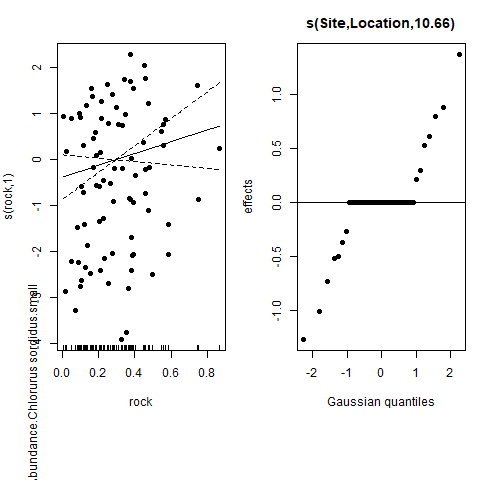 s(Site,Location,10.66)
s(rock,1)
.bundance.Chlorurus sordidus.small
2
1
0
-1
-2
-3
-4
0.0 0.2 0.4 0.6 0.8
rock
effects
1.0
0.5
0.0
-0.5
-1.0
-2 -1 0 1 2
Gaussian quantiles